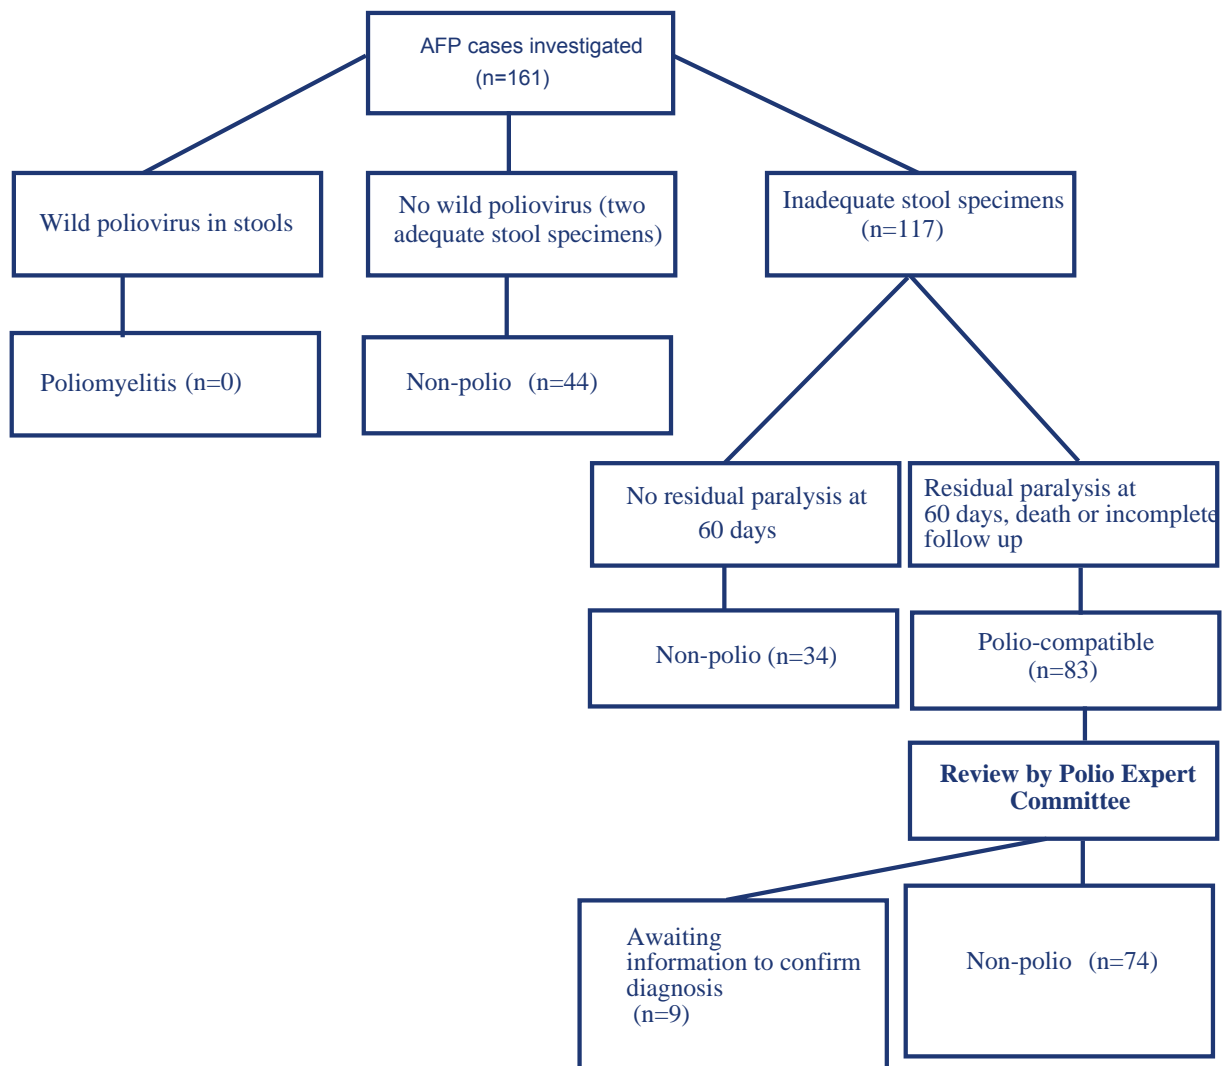 AFP cases investigated
(n=161)
Wild poliovirus in stools
No wild poliovirus (two
adequate stool specimens)
Inadequate stool specimens
(n=117)
Poliomyelitis (n=0)
Non-polio (n=44)
No residual paralysis at
60 days
Residual paralysis at
60 days, death or incomplete
follow up
Non-polio (n=34)
Polio-compatible
(n=83)
Review by Polio Expert
Committee
Awaiting
information to confirm
diagnosis
(n=9)
Non-polio (n=74)